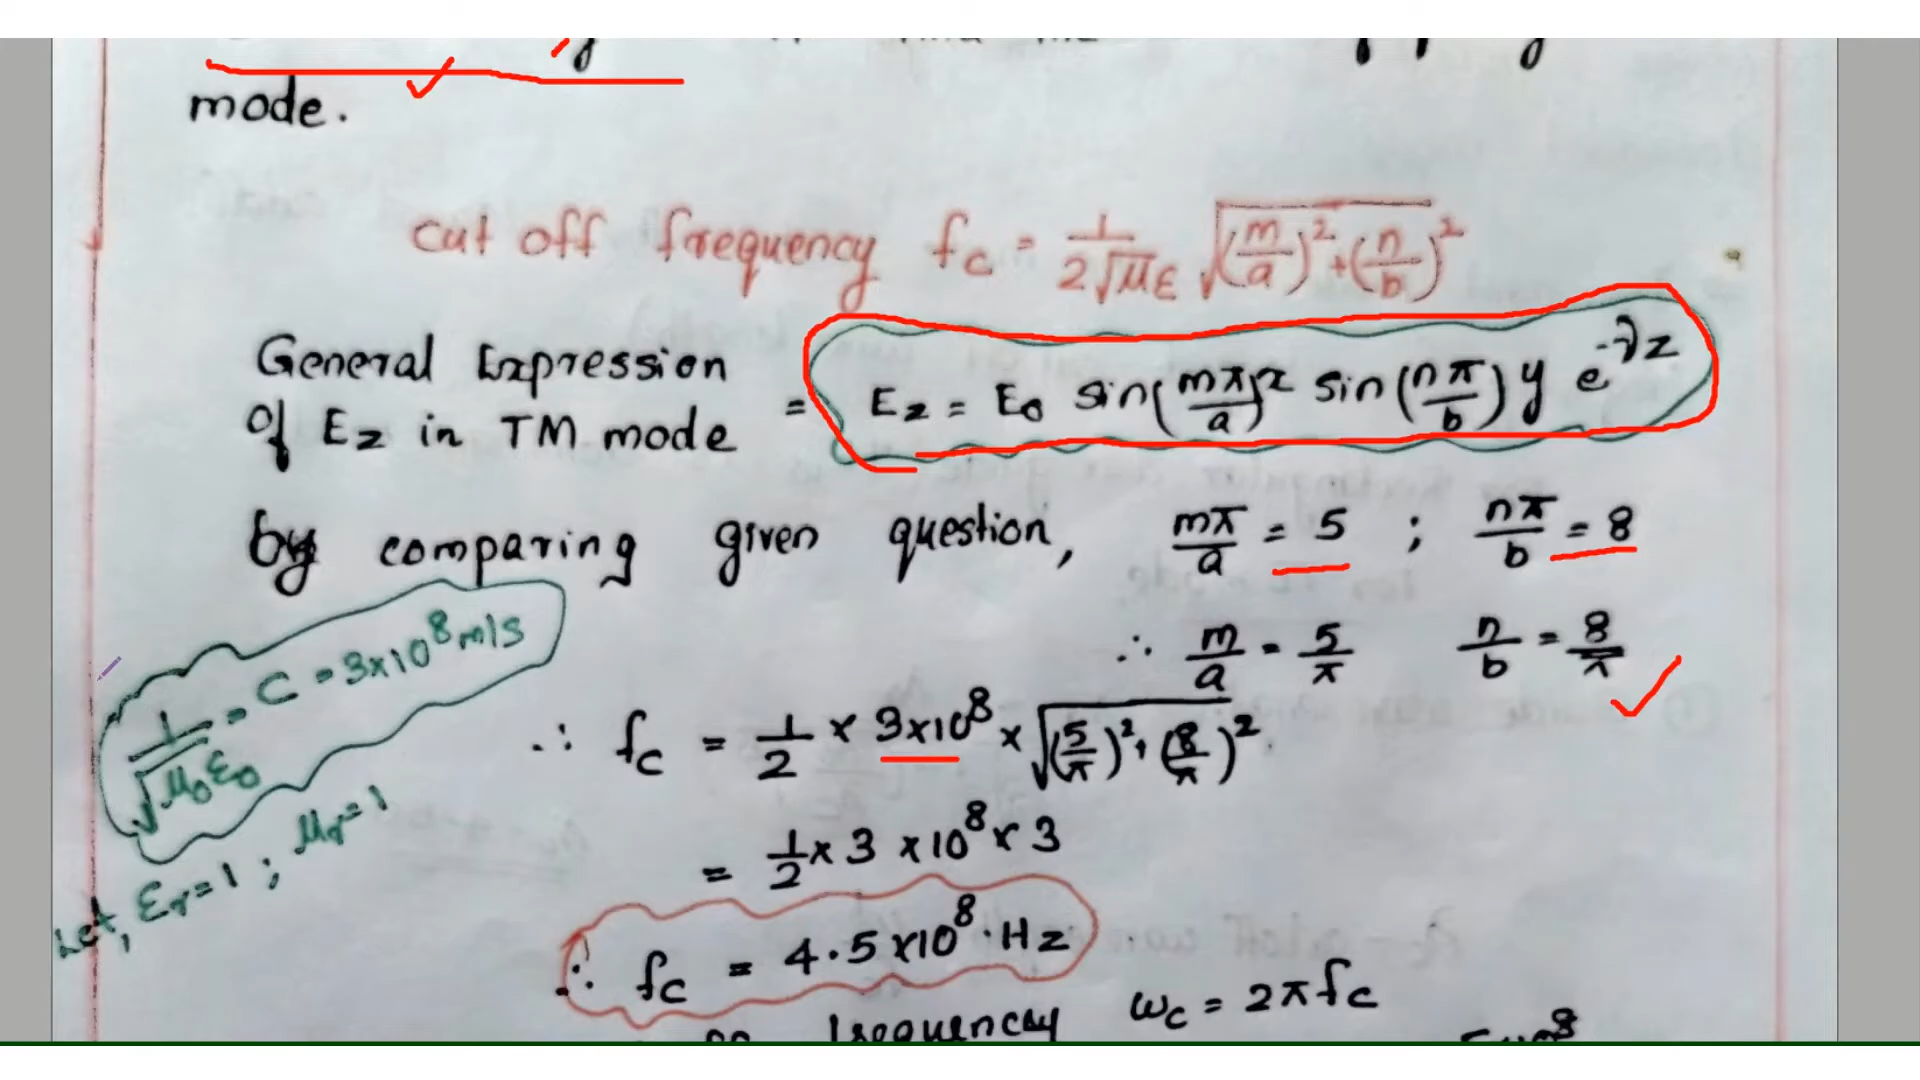 mode.
cut off frequency fc = 1/2√με √(m/a)²+(n/b)²
General Expression
of Ez in TM mode = Ez = E0 sin(mπ/a)x sin(nπ/b)y e^-γz
by comparing given question, mπ/a = 5 ; nπ/b = 8
∴ m/a = 5/π n/b = 8/π
1/√μ0ε0 = C = 3×10⁸ m/s
Let, εr=1 ; μr=1
∴ fc = 1/2 × 3×10⁸ × √(5/π)²+(8/π)²
= 1/2 × 3 ×10⁸ × 3
∴ fc = 4.5×10⁸ Hz
frequency ωc = 2πfc